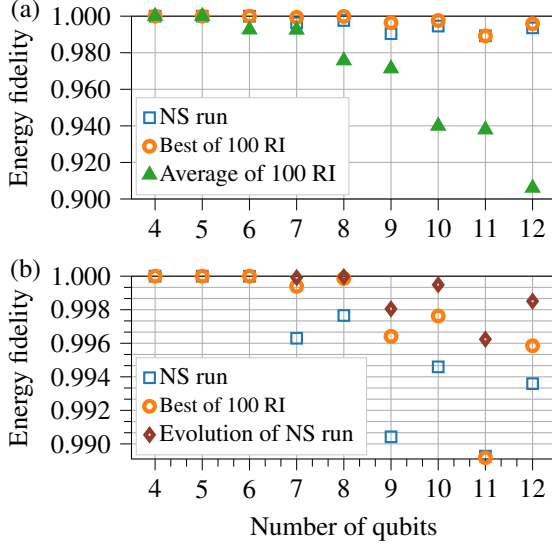 (a)
Energy fidelity
1.000
0.980
0.960
0.940
0.920
0.900
NS run
Best of 100 RI
Average of 100 RI
4 5 6 7 8 9 10 11 12
(b)
Energy fidelity
1.000
0.998
0.996
0.994
0.992
0.990
NS run
Best of 100 RI
Evolution of NS run
4 5 6 7 8 9 10 11 12
Number of qubits